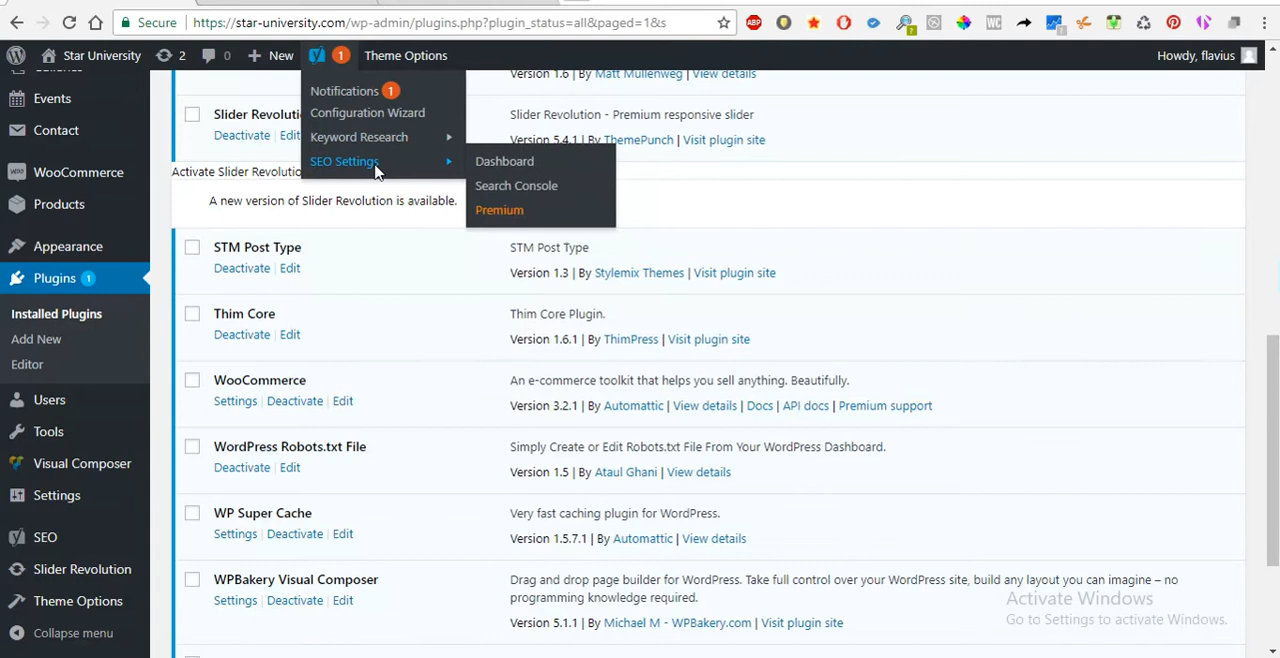 Secure
https://star-university.com/wp-admin/plugins.php?plugin_status=all&paged=1&s
ABP
WC
Star University
2
0
New
1
Theme Options
Howdy, flavius
Events
Contact
WooCommerce
Products
Appearance
Plugins 1
Installed Plugins
Add New
Editor
Users
Tools
Visual Composer
Settings
SEO
Slider Revolution
Theme Options
Collapse menu
Notifications 1
Configuration Wizard
Keyword Research
SEO Settings
Dashboard
Search Console
Premium
Version 1.6 | By Matt Mullenweg | View details
Slider Revoluti
Deactivate | Edit
Slider Revolution - Premium responsive slider
Version 5.4.1 | By ThemePunch | Visit plugin site
Activate Slider Revolutio
A new version of Slider Revolution is available.
STM Post Type
Deactivate | Edit
STM Post Type
Version 1.3 | By Stylemix Themes | Visit plugin site
Thim Core
Deactivate | Edit
Thim Core Plugin.
Version 1.6.1 | By ThimPress | Visit plugin site
WooCommerce
Settings | Deactivate | Edit
An e-commerce toolkit that helps you sell anything. Beautifully.
Version 3.2.1 | By Automattic | View details | Docs | API docs | Premium support
WordPress Robots.txt File
Deactivate | Edit
Simply Create or Edit Robots.txt File From Your WordPress Dashboard.
Version 1.5 | By Ataul Ghani | View details
WP Super Cache
Settings | Deactivate | Edit
Very fast caching plugin for WordPress.
Version 1.5.7.1 | By Automattic | View details
WPBakery Visual Composer
Settings | Deactivate | Edit
Drag and drop page builder for WordPress. Take full control over your WordPress site, build any layout you can imagine – no
programming knowledge required.
Version 5.1.1 | By Michael M - WPBakery.com | Visit plugin site
Activate Windows
Go to Settings to activate Windows.